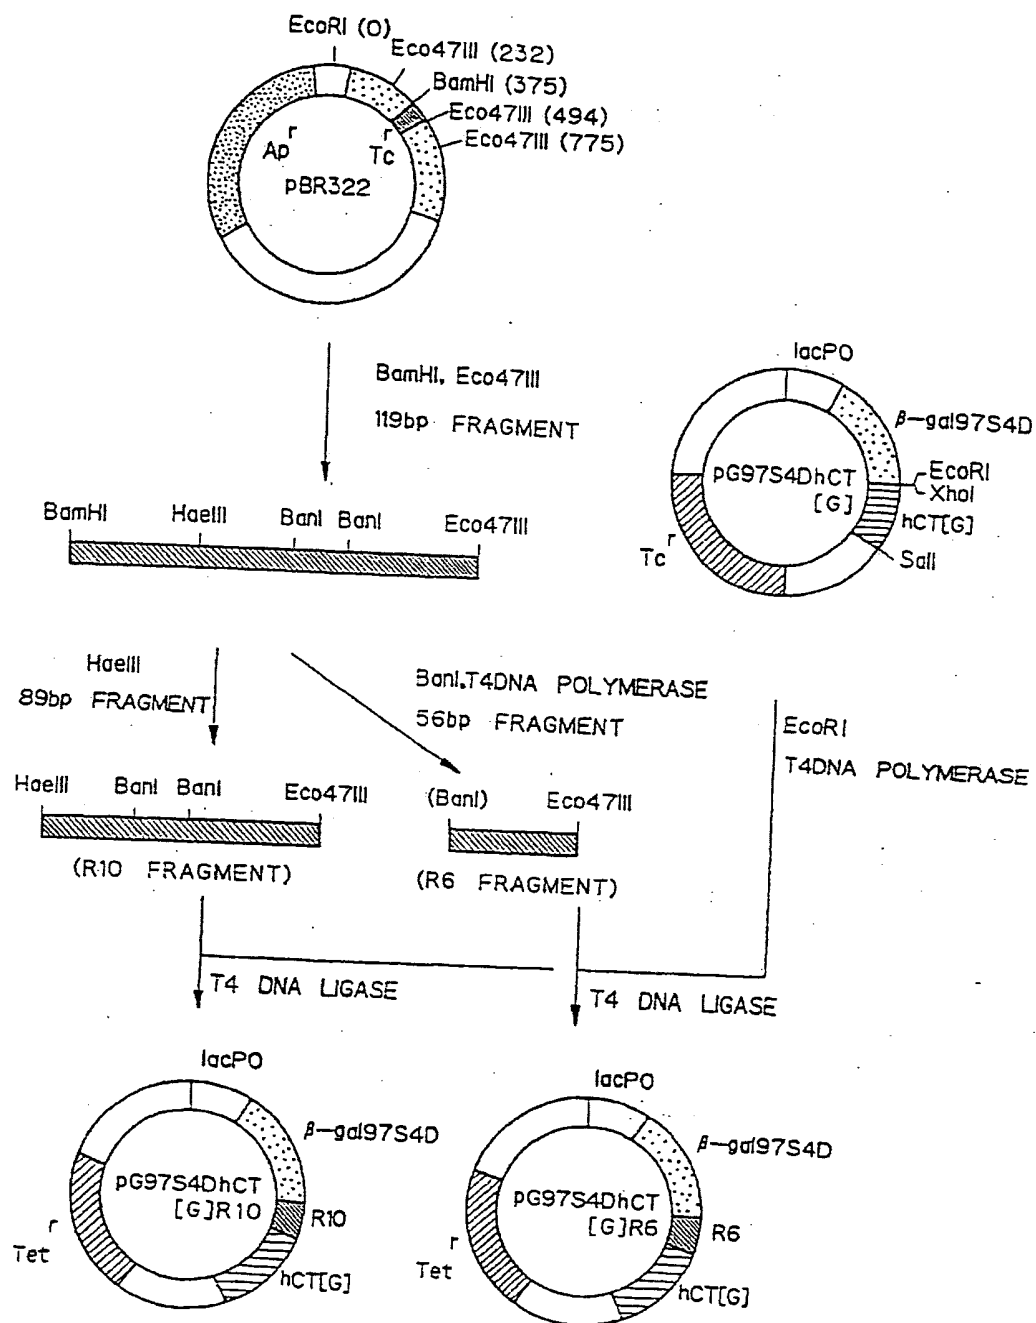 EcoRI (0)
Eco47III (232)
BamHI (375)
Eco47III (494)
Eco47III (775)
Ap r
Tc r
pBR322
BamHI, Eco47III
119bp FRAGMENT
lacPO
β-gal97S4D
EcoRI
XhoI
hCT[G]
SalI
pG97S4DhCT
[G]
Tc r
BamHI HaeIII BanI BanI Eco47III
HaeIII
89bp FRAGMENT
BanI.T4DNA POLYMERASE
56bp FRAGMENT
EcoRI
T4DNA POLYMERASE
HaeIII BanI BanI Eco47III
(R10 FRAGMENT)
(BanI) Eco47III
(R6 FRAGMENT)
T4 DNA LIGASE
T4 DNA LIGASE
lacPO
β-gal97S4D
pG97S4DhCT
[G]R10
R10
r
Tet
hCT[G]
lacPO
β-gal97S4D
pG97S4DhCT
[G]R6
R6
r
Tet
hCT[G]